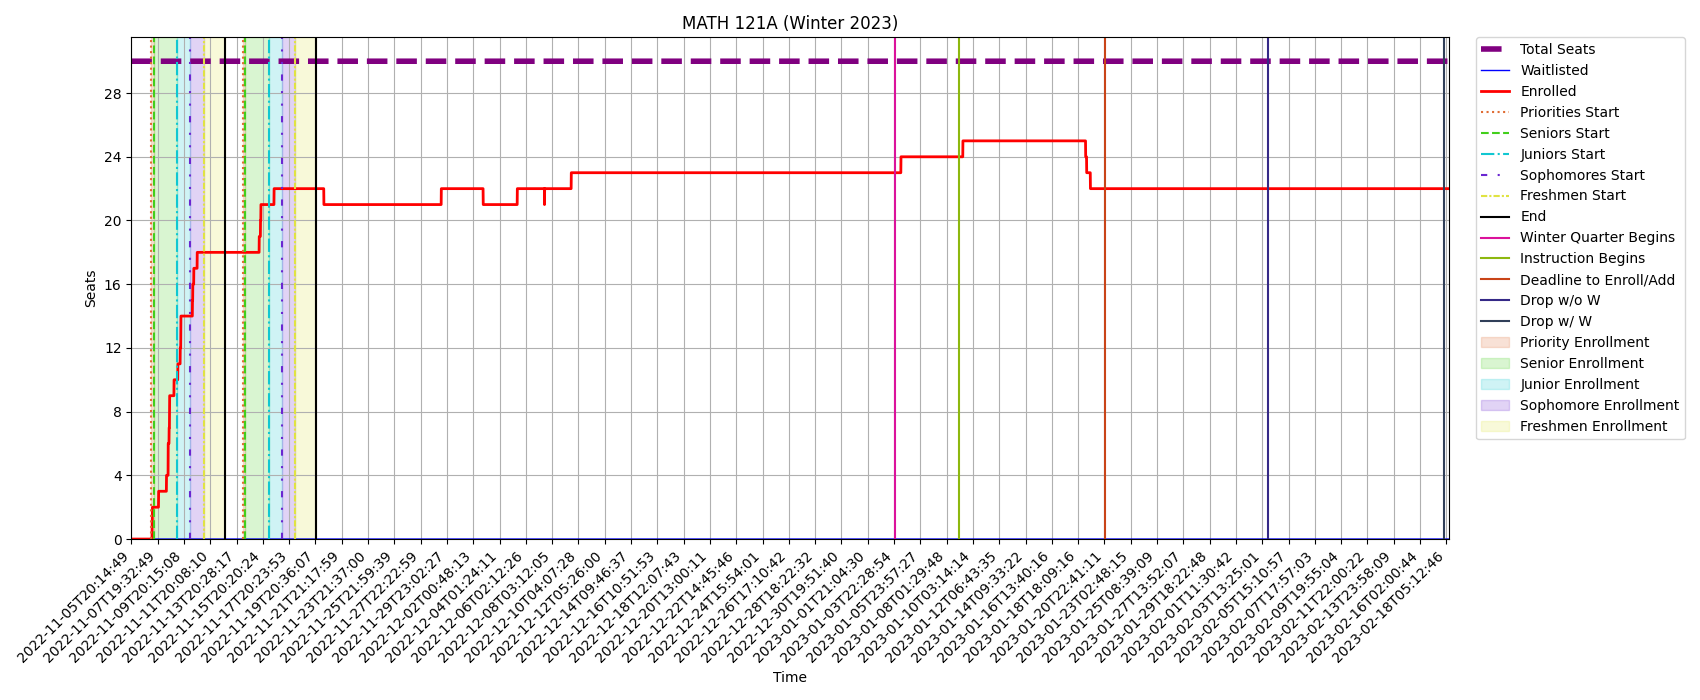 MATH 121A (Winter 2023)
Seats
28
24
20
16
12
8
4
0
2022-11-05T20:14:49
2022-11-07T19:32:49
2022-11-09T20:15:08
2022-11-11T20:08:10
2022-11-13T20:28:17
2022-11-15T20:20:24
2022-11-17T20:23:53
2022-11-19T20:36:07
2022-11-21T21:17:59
2022-11-23T21:37:00
2022-11-25T21:59:39
2022-11-27T22:22:59
2022-11-29T23:02:27
2022-12-02T00:48:13
2022-12-04T01:24:11
2022-12-06T02:12:26
2022-12-08T03:12:05
2022-12-10T04:07:28
2022-12-12T05:26:00
2022-12-14T09:46:37
2022-12-16T10:51:53
2022-12-18T12:07:43
2022-12-20T13:00:11
2022-12-22T14:45:46
2022-12-24T15:54:01
2022-12-26T17:10:42
2022-12-28T18:22:32
2022-12-30T19:51:40
2023-01-01T21:04:30
2023-01-03T22:28:54
2023-01-05T23:57:27
2023-01-08T01:29:48
2023-01-10T03:14:14
2023-01-12T06:43:35
2023-01-14T09:33:22
2023-01-16T13:40:16
2023-01-18T18:09:16
2023-01-20T22:41:11
2023-01-23T02:48:15
2023-01-25T08:39:09
2023-01-27T13:52:07
2023-01-29T18:22:48
2023-02-01T11:30:42
2023-02-03T13:25:01
2023-02-05T15:10:57
2023-02-07T17:57:03
2023-02-09T19:55:04
2023-02-11T22:00:22
2023-02-13T23:58:09
2023-02-16T02:00:44
2023-02-18T05:12:46
Time
Total Seats
Waitlisted
Enrolled
Priorities Start
Seniors Start
Juniors Start
Sophomores Start
Freshmen Start
End
Winter Quarter Begins
Instruction Begins
Deadline to Enroll/Add
Drop w/o W
Drop w/ W
Priority Enrollment
Senior Enrollment
Junior Enrollment
Sophomore Enrollment
Freshmen Enrollment